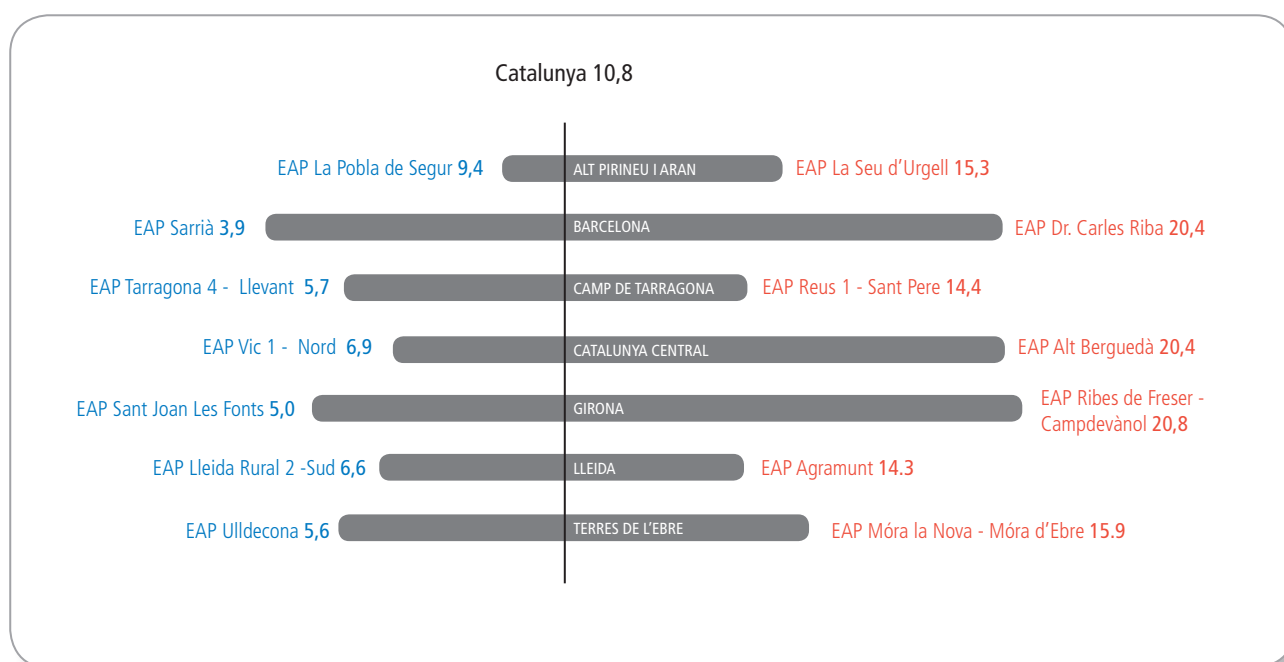 Catalunya 10,8
EAP La Pobla de Segur 9,4
ALT PIRINEU I ARAN
EAP La Seu d’Urgell 15,3
EAP Sarrià 3,9
BARCELONA
EAP Dr. Carles Riba 20,4
EAP Tarragona 4 - Llevant 5,7
CAMP DE TARRAGONA
EAP Reus 1 - Sant Pere 14,4
EAP Vic 1 - Nord 6,9
CATALUNYA CENTRAL
EAP Alt Berguedà 20,4
EAP Sant Joan Les Fonts 5,0
GIRONA
EAP Ribes de Freser -
Campdevànol 20,8
EAP Lleida Rural 2 -Sud 6,6
LLEIDA
EAP Agramunt 14.3
EAP Ulldecona 5,6
TERRES DE L’EBRE
EAP Móra la Nova - Móra d’Ebre 15.9